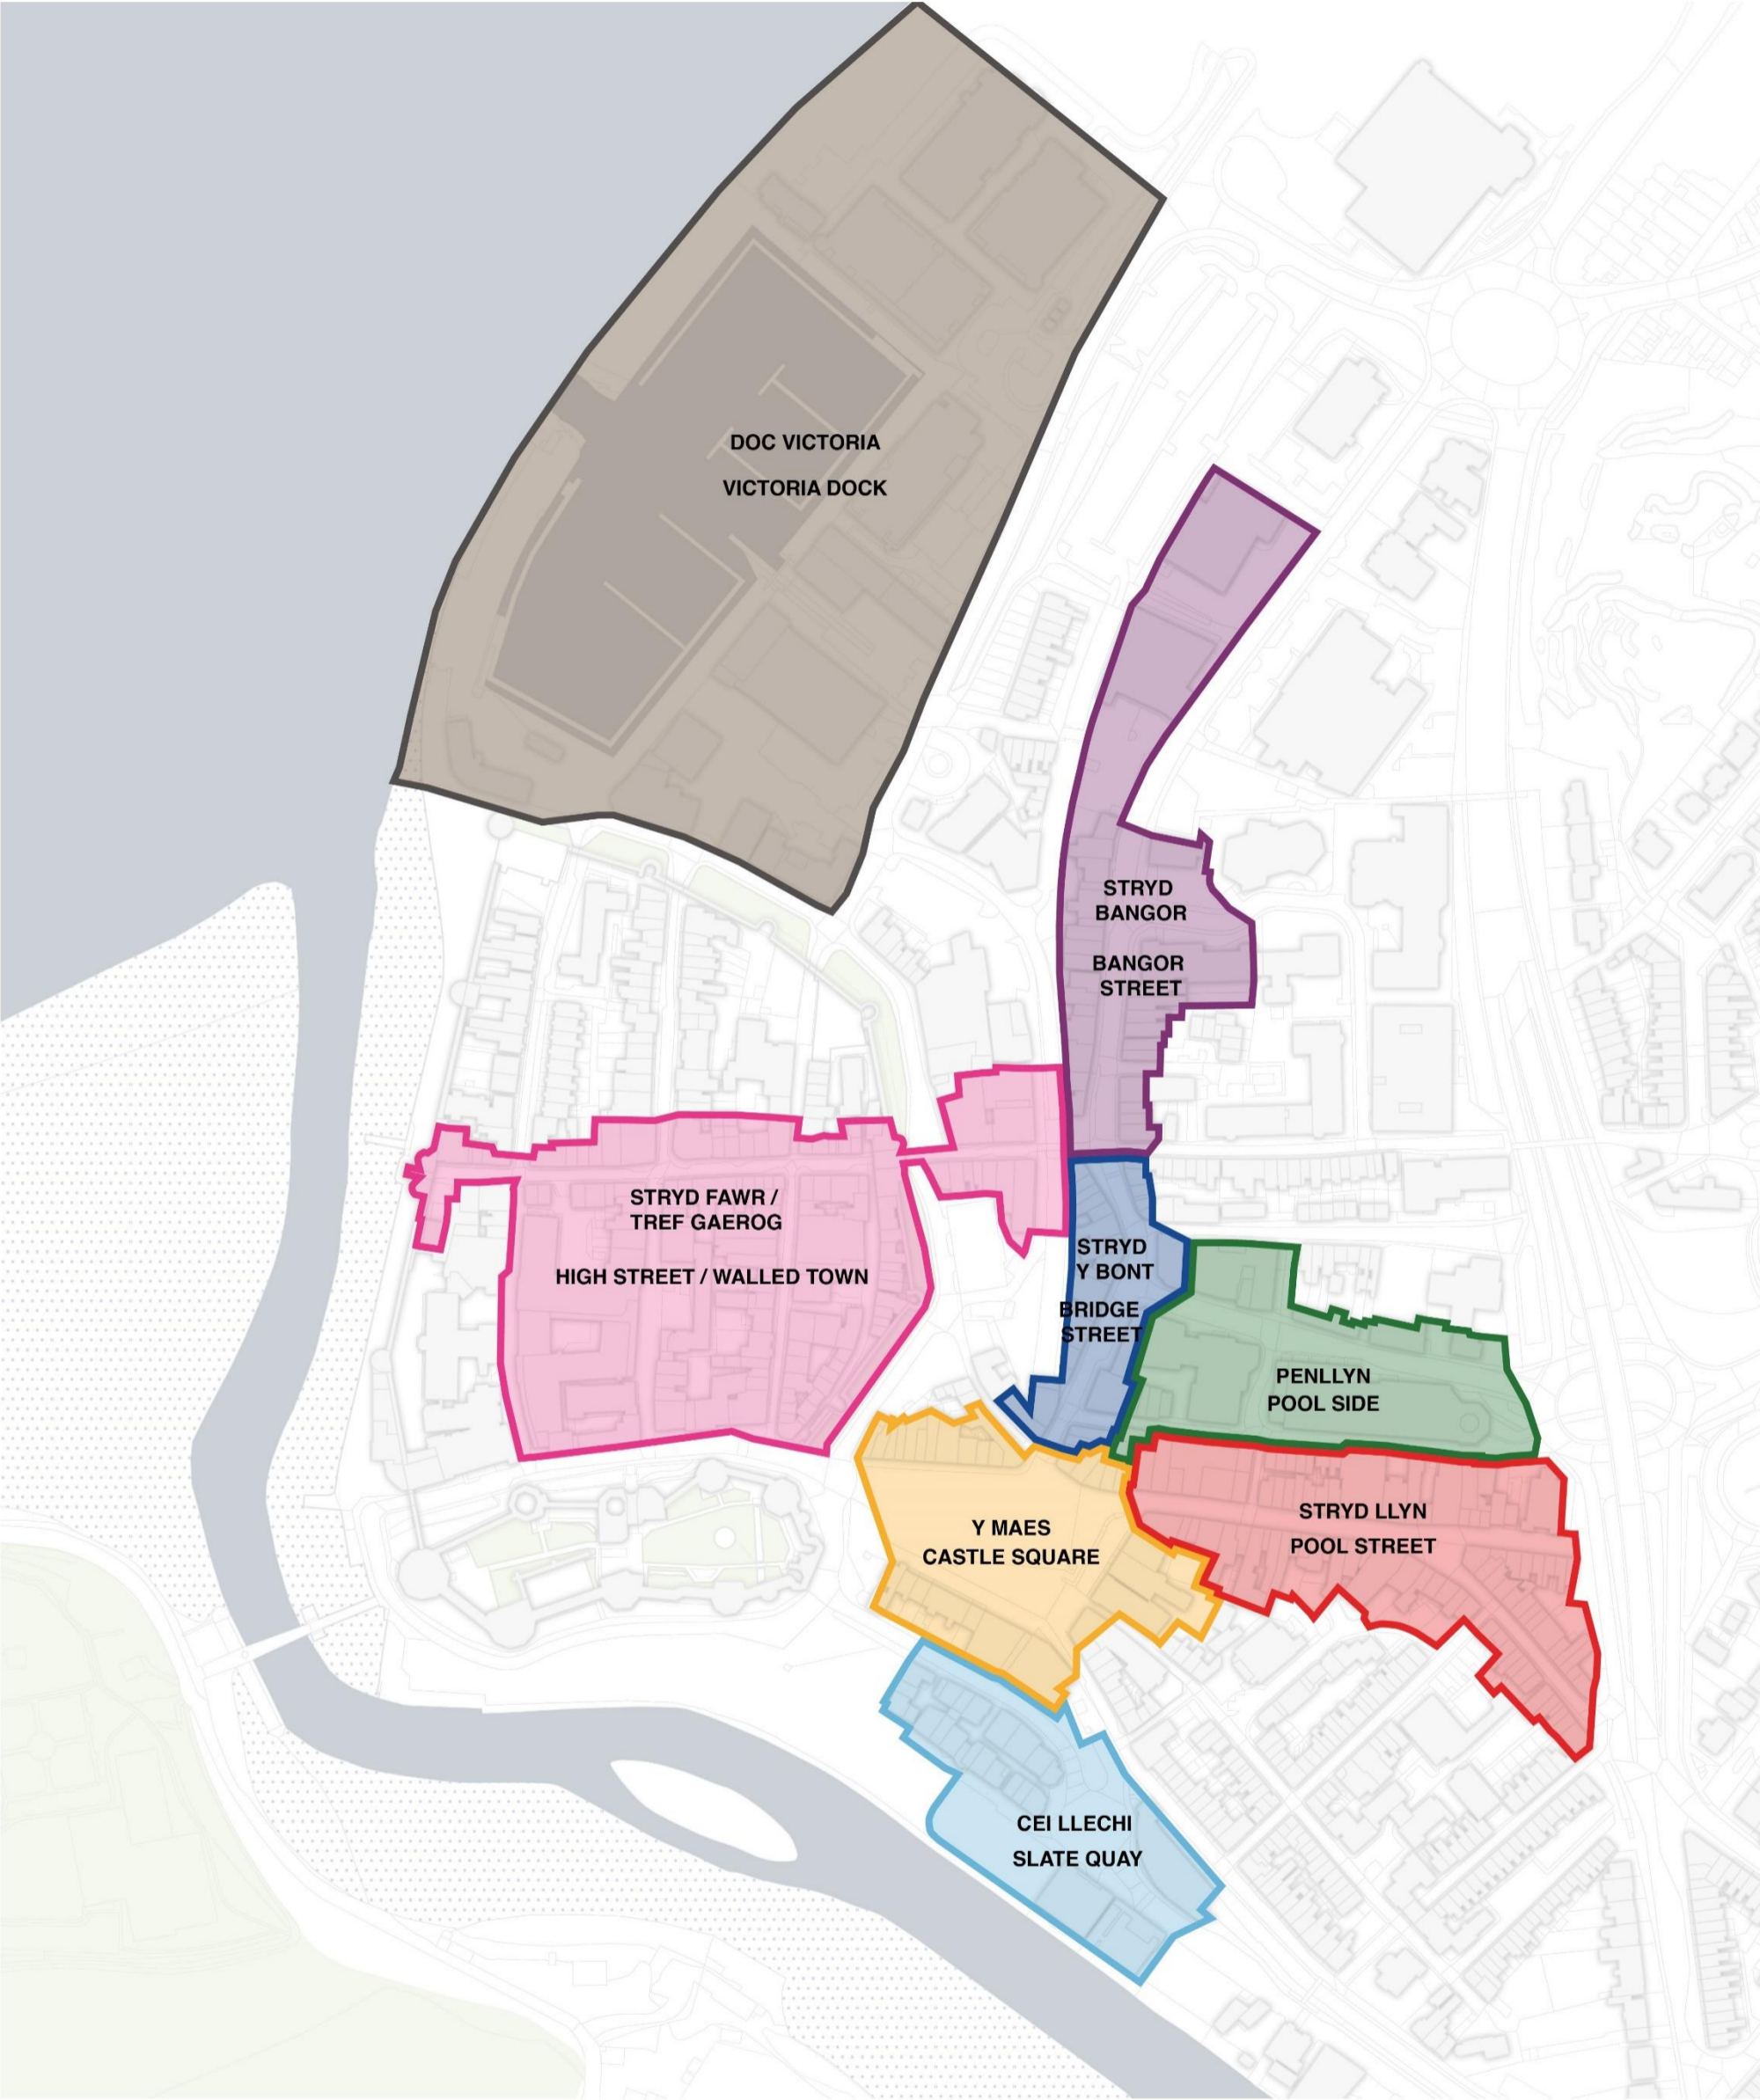 DOC VICTORIA
VICTORIA DOCK
STRYD
BANGOR
BANGOR
STREET
STRYD FAWR /
TREF GAEROG
HIGH STREET / WALLED TOWN
STRYD
Y BONT
BRIDGE
STREET
PENLLYN
POOL SIDE
STRYD LLYN
POOL STREET
Y MAES
CASTLE SQUARE
CEI LLECHI
SLATE QUAY